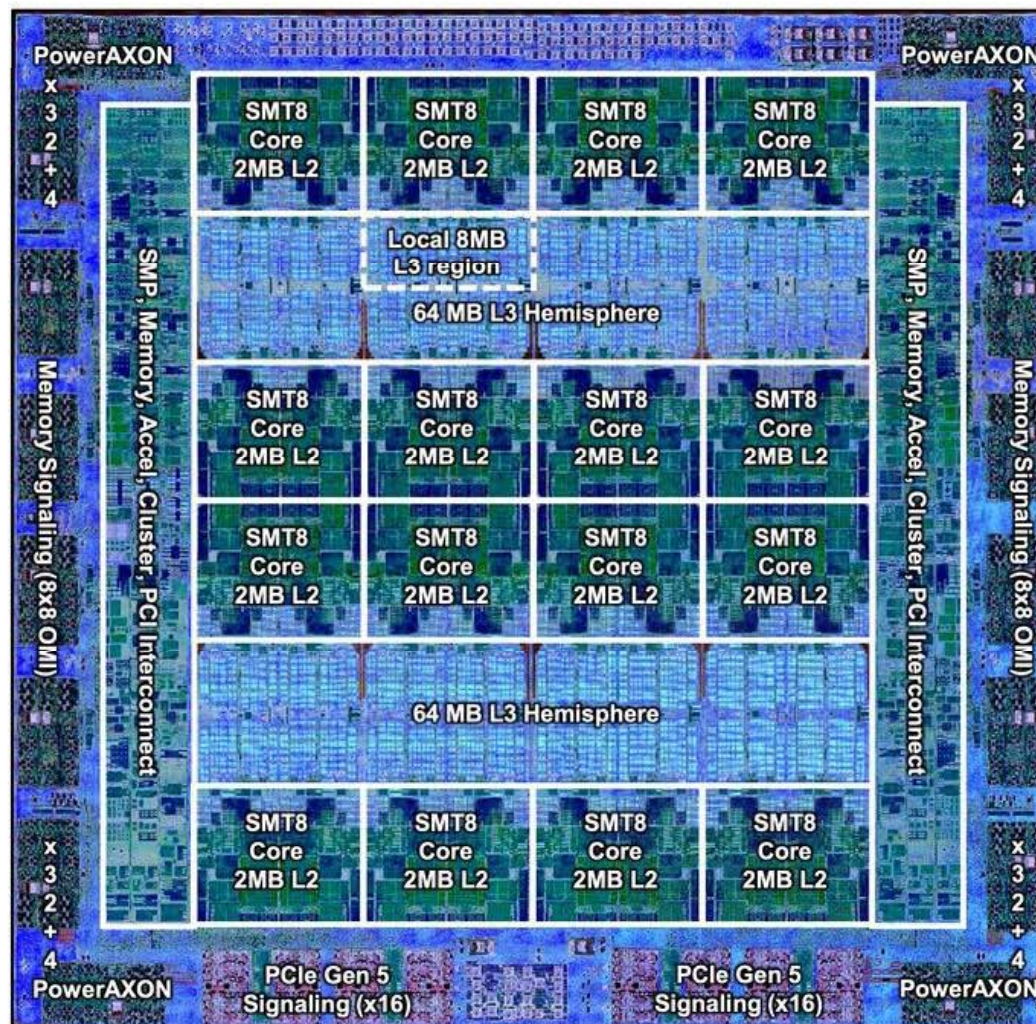 PowerAXON
PowerAXON
x
3
2
+
4
x
3
2
+
4
SMT8
Core
2MB L2
SMT8
Core
2MB L2
SMT8
Core
2MB L2
SMT8
Core
2MB L2
Local 8MB
L3 region
64 MB L3 Hemisphere
SMP, Memory, Accel, Cluster, PCI Interconnect
SMP, Memory, Accel, Cluster, PCI Interconnect
Memory Signaling (8x8 OMI)
Memory Signaling (8x8 OMI)
SMT8
Core
2MB L2
SMT8
Core
2MB L2
SMT8
Core
2MB L2
SMT8
Core
2MB L2
SMT8
Core
2MB L2
SMT8
Core
2MB L2
SMT8
Core
2MB L2
SMT8
Core
2MB L2
64 MB L3 Hemisphere
SMT8
Core
2MB L2
SMT8
Core
2MB L2
SMT8
Core
2MB L2
SMT8
Core
2MB L2
x
3
2
+
4
x
3
2
+
4
PowerAXON
PCIe Gen 5
Signaling (x16)
PCIe Gen 5
Signaling (x16)
PowerAXON